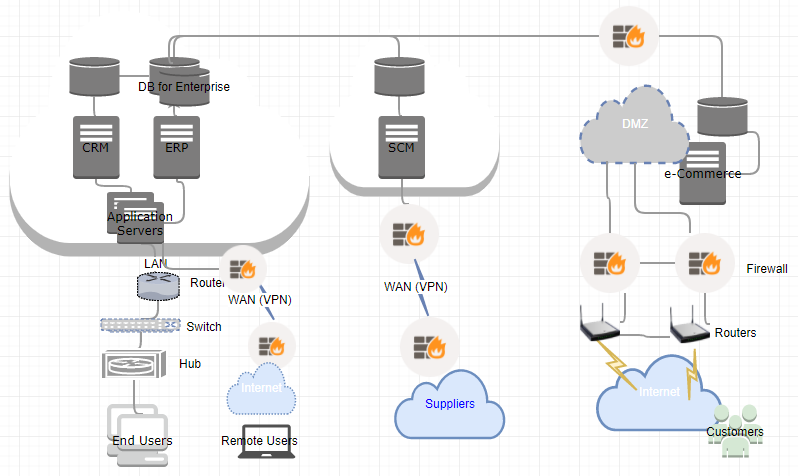 DB for Enterprise
CRM
ERP
SCM
DMZ
e-Commerce
Application
Servers
LAN
Router
WAN (VPN)
WAN (VPN)
Firewall
Switch
Routers
Hub
Internet
Suppliers
Internet
End Users
Remote Users
Customers